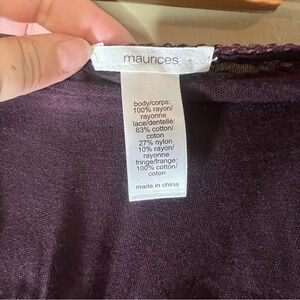 maurices
body/corps:
100% rayon/
rayonne
lace/dentelle:
63% cotton/
coton
27% nylon
10% rayon/
rayonne
fringe/frange:
100% cotton/
coton
made in china